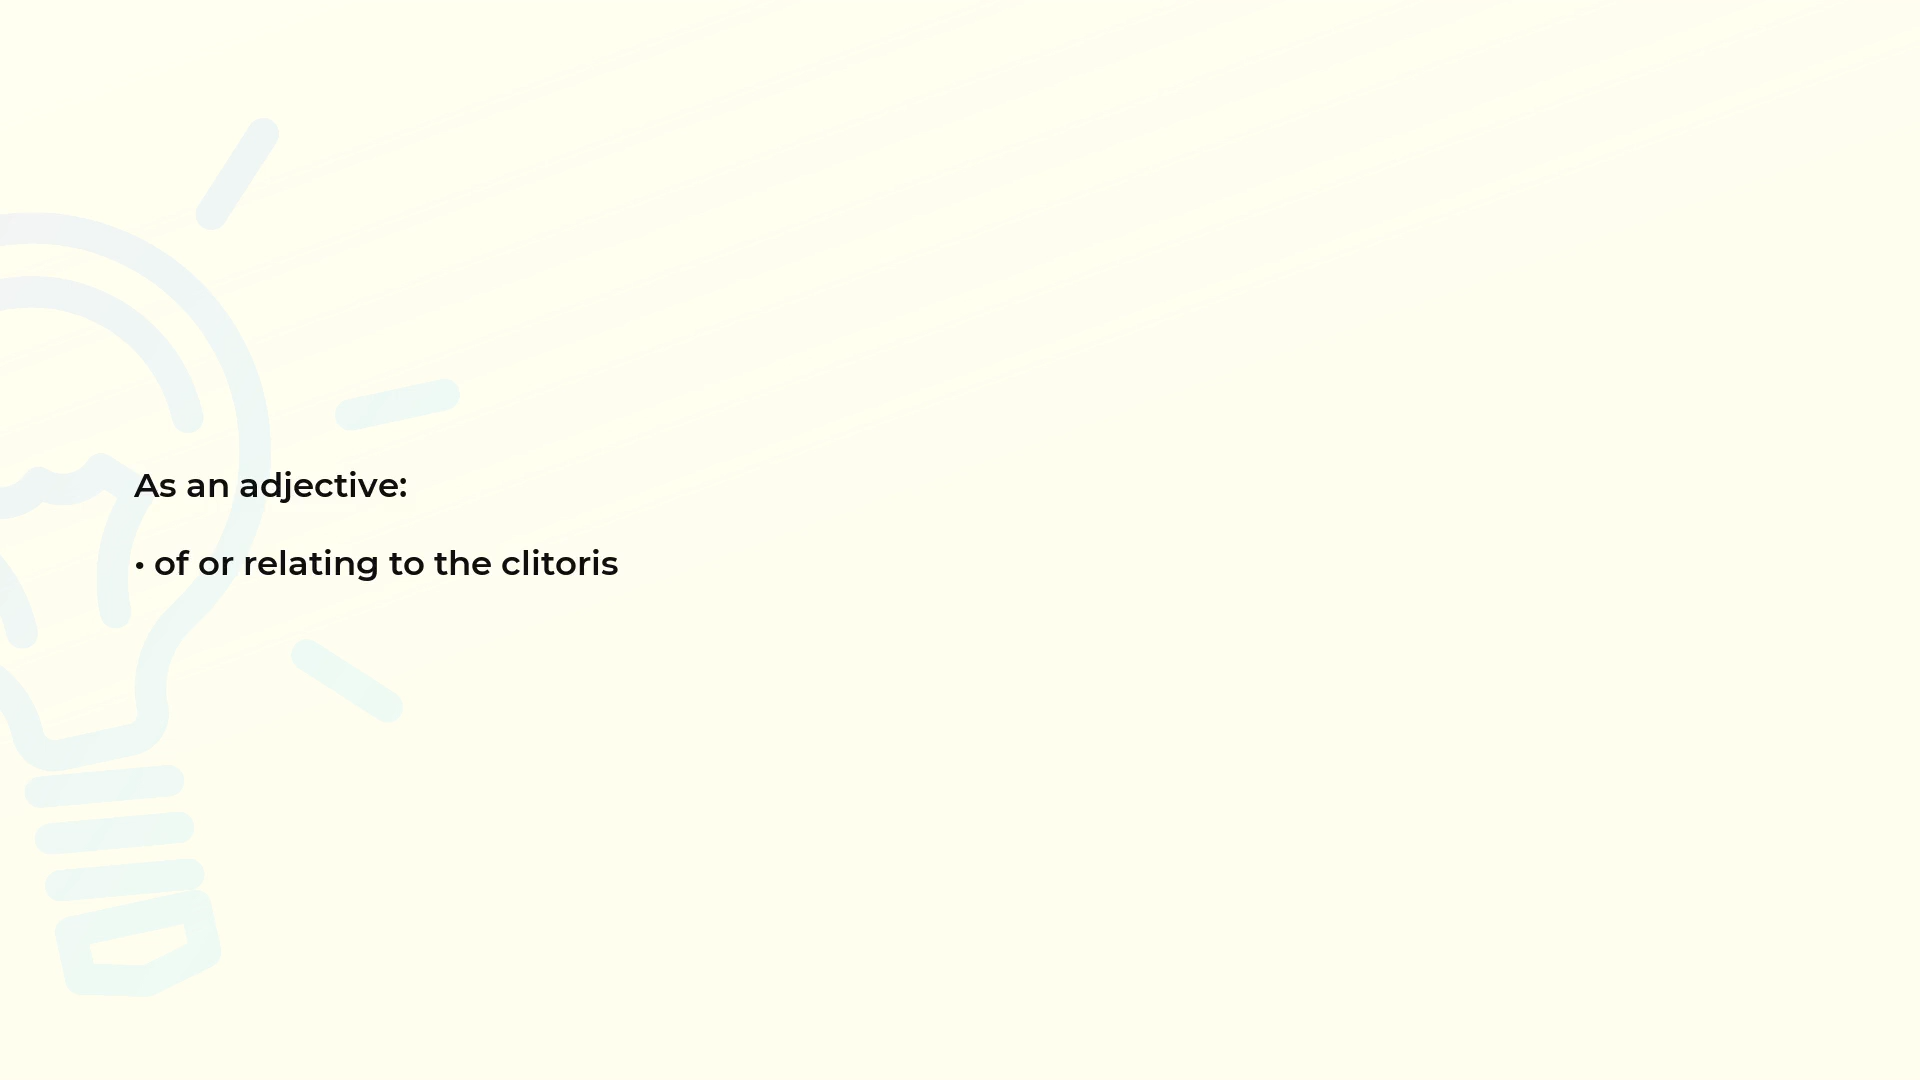 As an adjective:
• of or relating to the clitoris